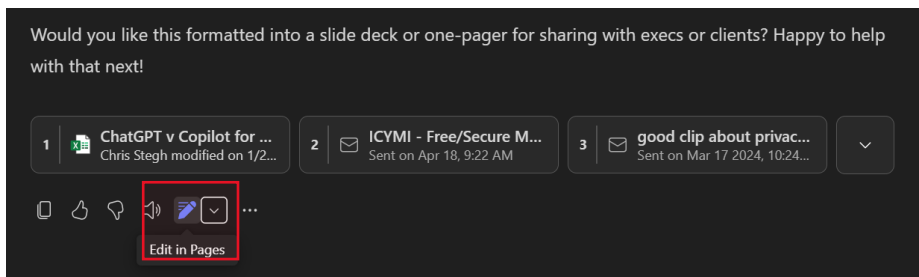 Would you like this formatted into a slide deck or one-pager for sharing with execs or clients? Happy to help
with that next!
1 ChatGPT v Copilot for ...
Chris Stegh modified on 1/2...
2 ICYMI - Free/Secure M...
Sent on Apr 18, 9:22 AM
3 good clip about privac...
Sent on Mar 17 2024, 10:24...
Edit in Pages